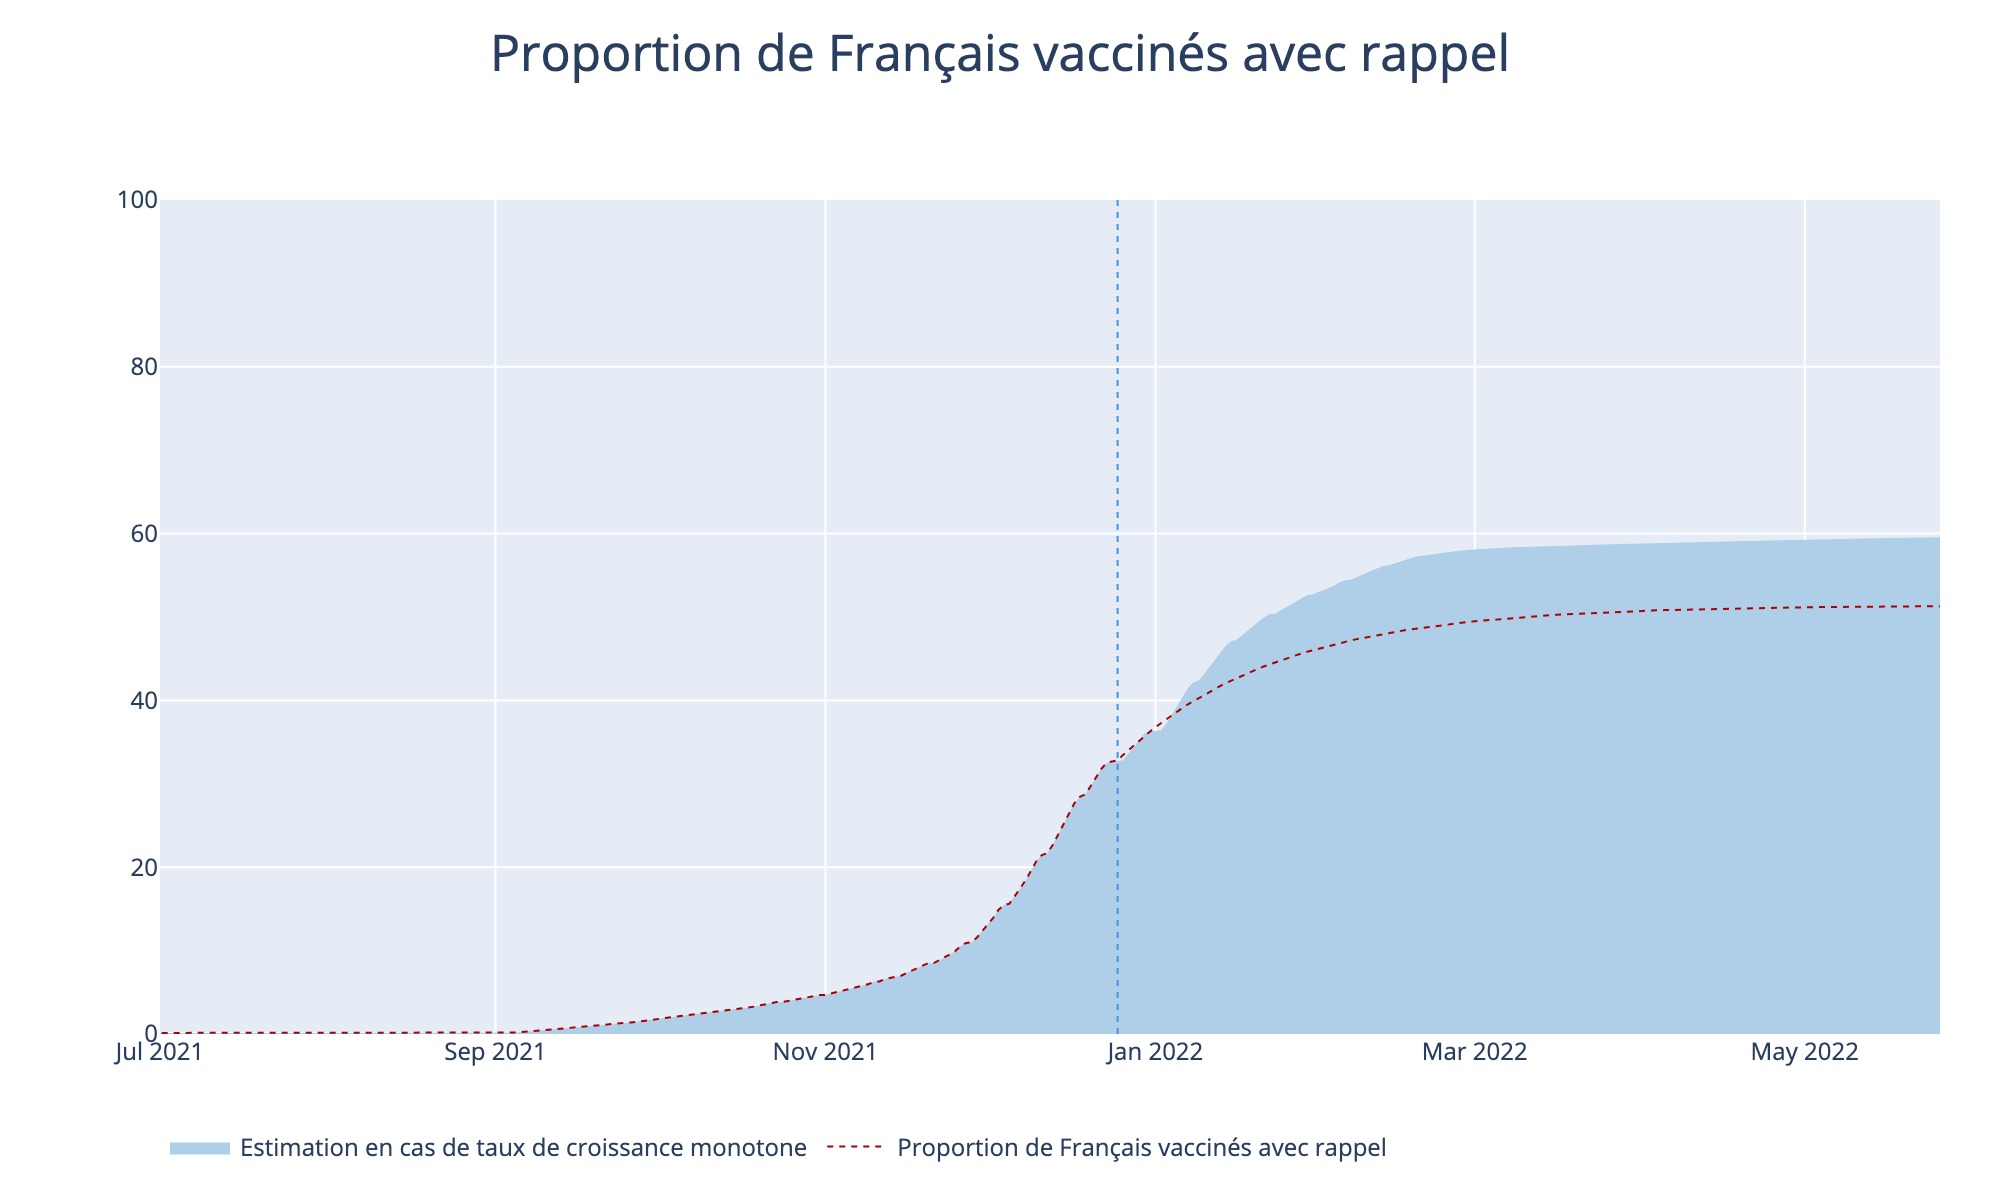 Proportion de Français vaccinés avec rappel
100
80
60
40
20
0
Jul 2021 Sep 2021 Nov 2021 Jan 2022 Mar 2022 May 2022
Estimation en cas de taux de croissance monotone Proportion de Français vaccinés avec rappel